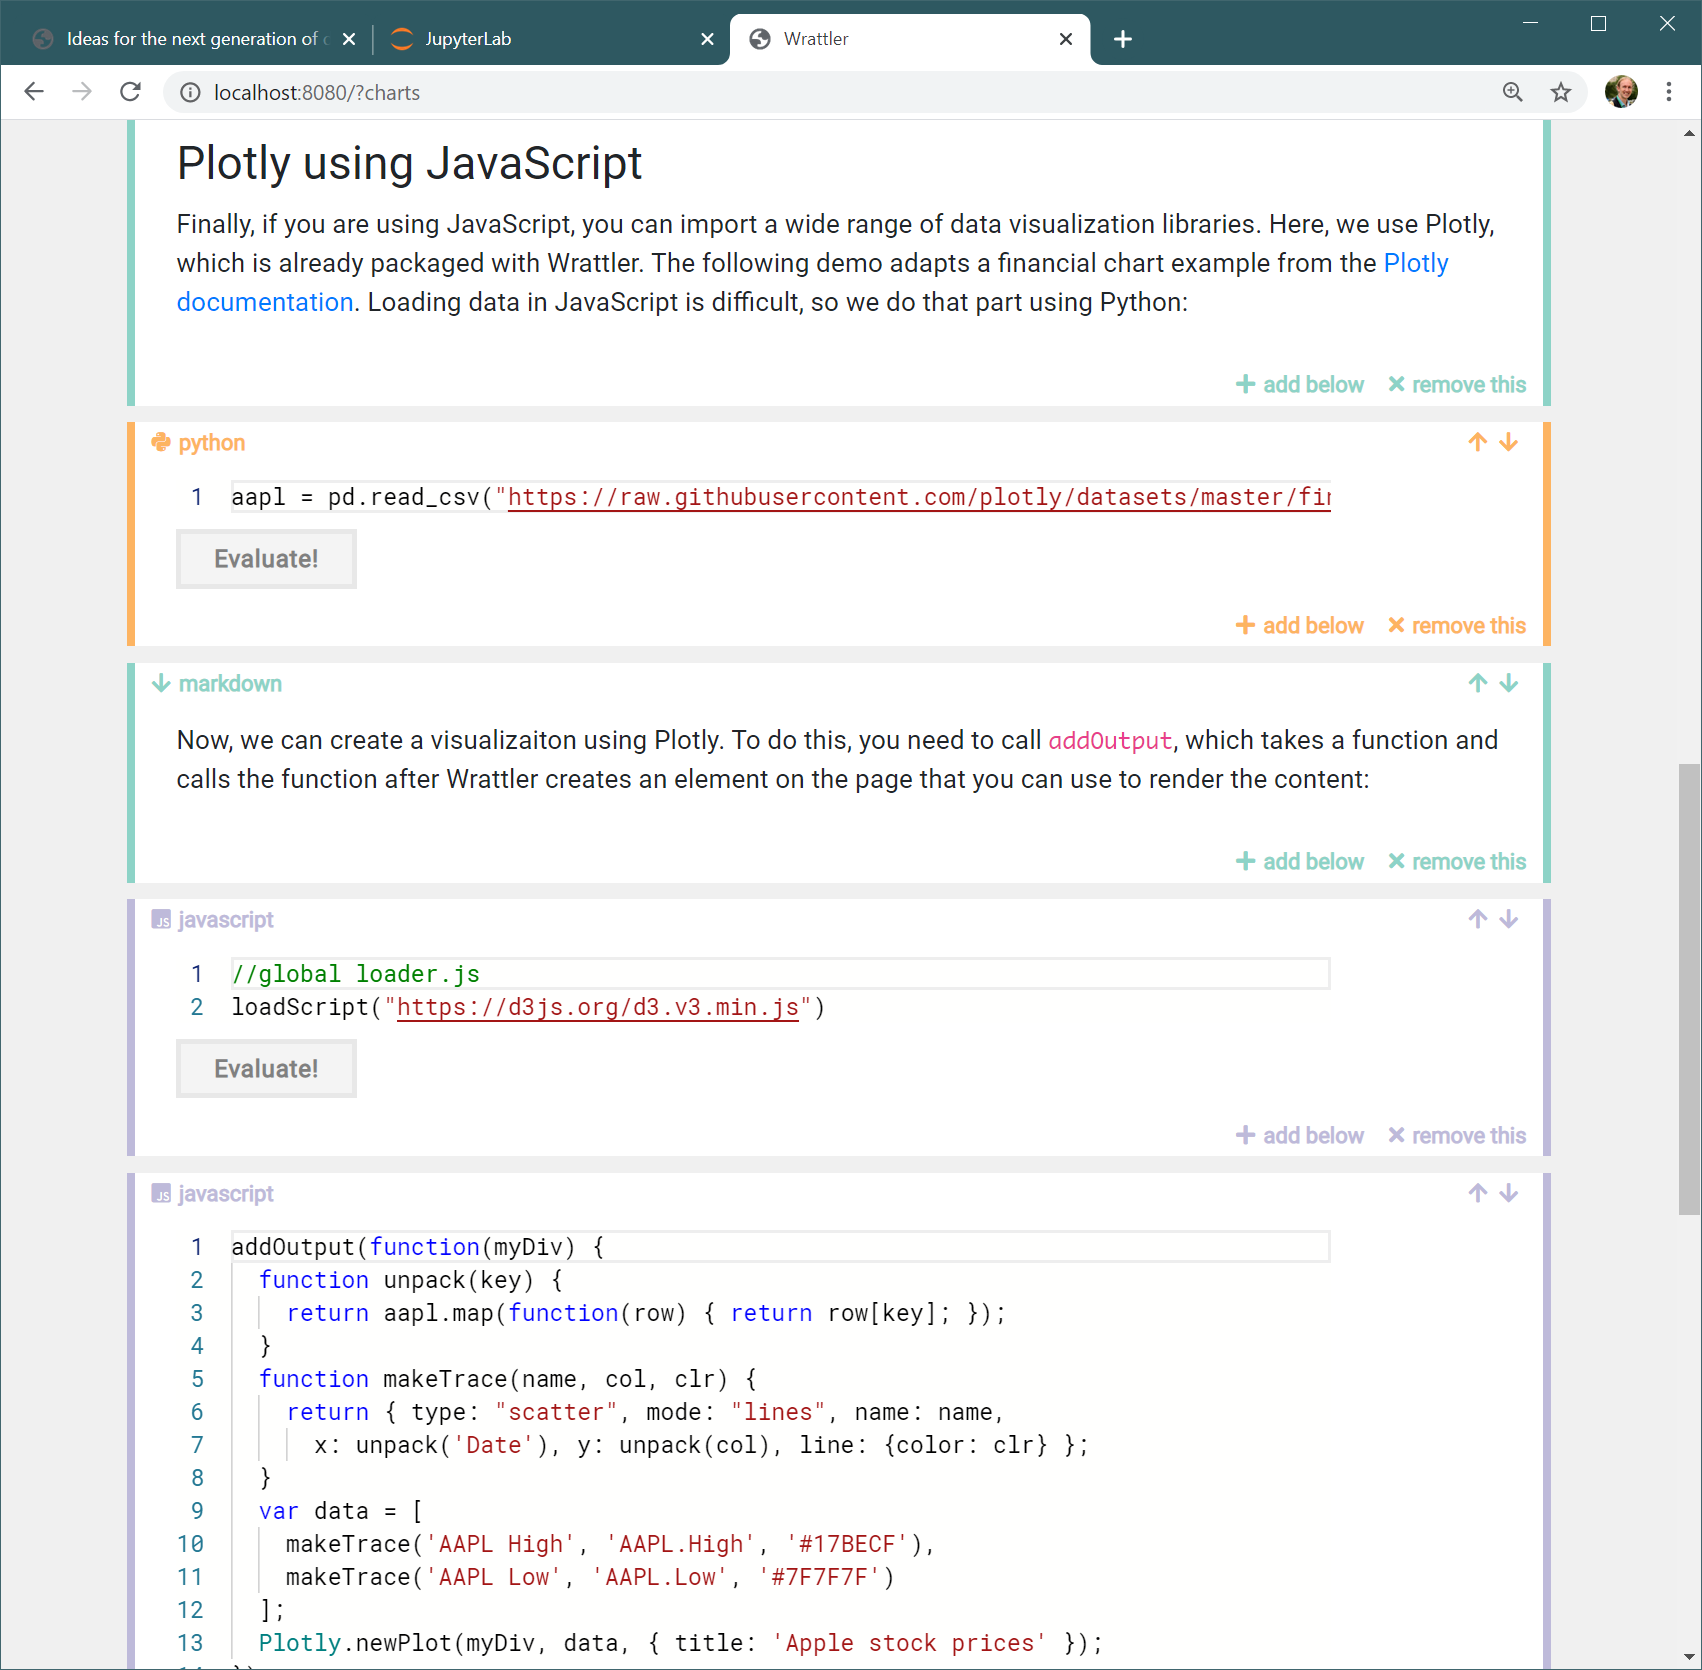 Ideas for the next generation of
JupyterLab
Wrattler
localhost:8080/?charts
Plotly using JavaScript
Finally, if you are using JavaScript, you can import a wide range of data visualization libraries. Here, we use Plotly,
which is already packaged with Wrattler. The following demo adapts a financial chart example from the Plotly
documentation. Loading data in JavaScript is difficult, so we do that part using Python:
add below remove this
python
1 aapl = pd.read_csv("https://raw.githubusercontent.com/plotly/datasets/master/fin
Evaluate!
add below remove this
markdown
Now, we can create a visualizaiton using Plotly. To do this, you need to call addOutput, which takes a function and
calls the function after Wrattler creates an element on the page that you can use to render the content:
add below remove this
JS javascript
1 //global loader.js
2 loadScript("https://d3js.org/d3.v3.min.js")
Evaluate!
add below remove this
JS javascript
1 addOutput(function(myDiv) {
2 function unpack(key) {
3 return aapl.map(function(row) { return row[key]; });
4 }
5 function makeTrace(name, col, clr) {
6 return { type: "scatter", mode: "lines", name: name,
7 x: unpack('Date'), y: unpack(col), line: {color: clr} };
8 }
9 var data = [
10 makeTrace('AAPL High', 'AAPL.High', '#17BECF'),
11 makeTrace('AAPL Low', 'AAPL.Low', '#7F7F7F')
12 ];
13 Plotly.newPlot(myDiv, data, { title: 'Apple stock prices' });